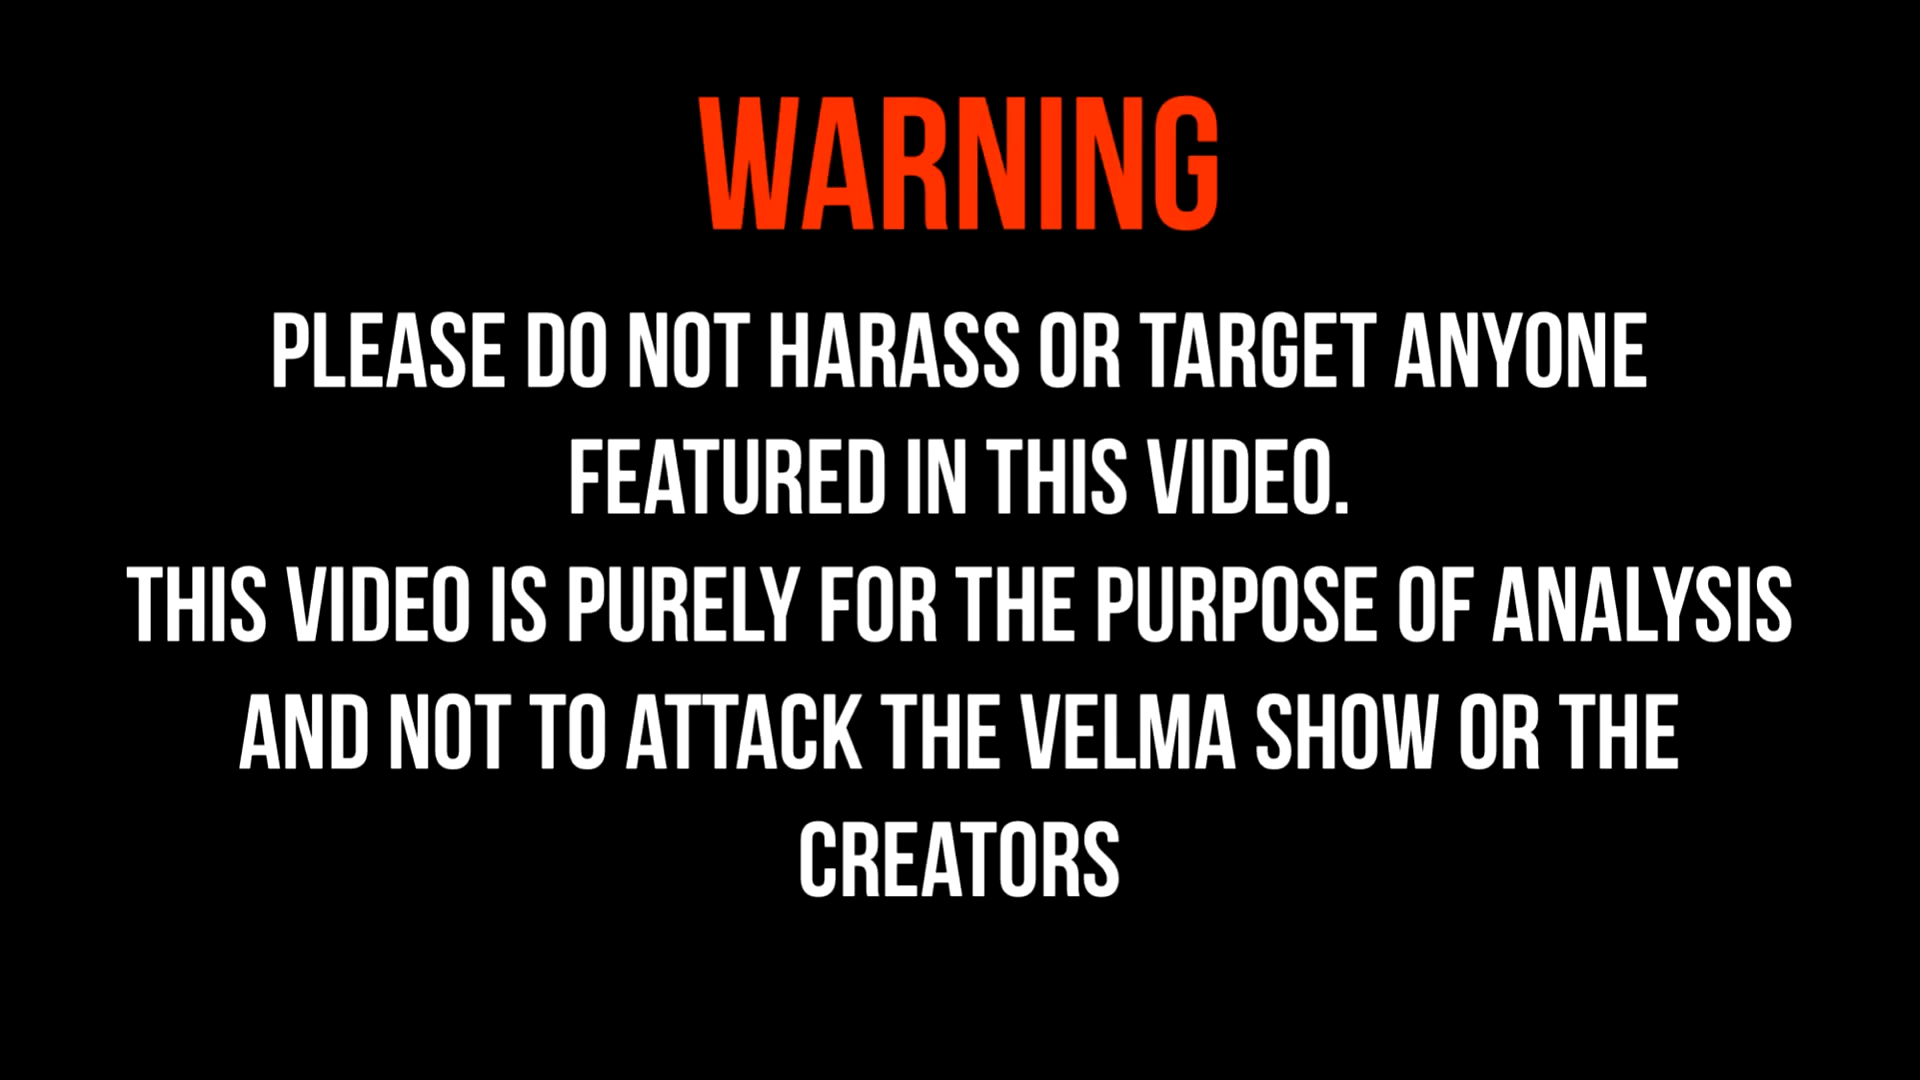 WARNING
PLEASE DO NOT HARASS OR TARGET ANYONE
FEATURED IN THIS VIDEO.
THIS VIDEO IS PURELY FOR THE PURPOSE OF ANALYSIS
AND NOT TO ATTACK THE VELMA SHOW OR THE
CREATORS